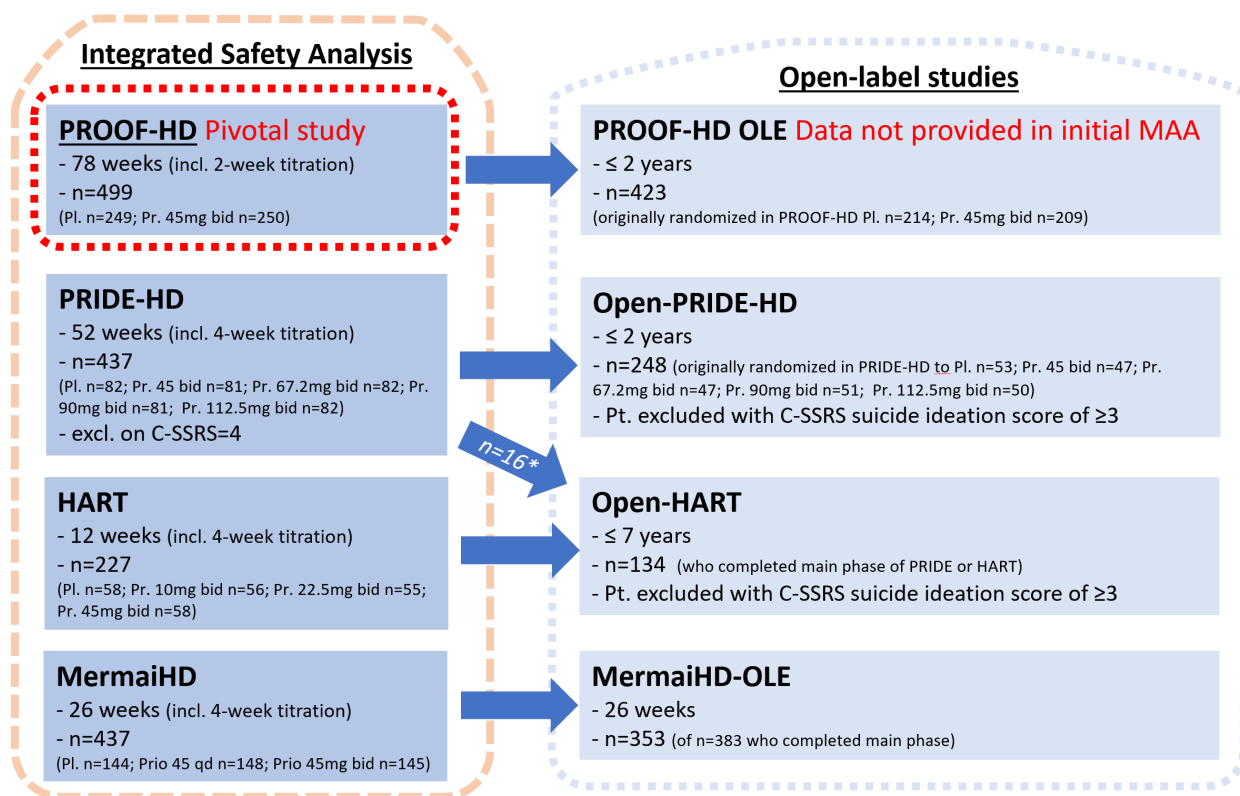 Integrated Safety Analysis
PROOF-HD Pivotal study
- 78 weeks (incl. 2-week titration)
- n=499
(Pl. n=249; Pr. 45mg bid n=250)
PRIDE-HD
- 52 weeks (incl. 4-week titration)
- n=437
(Pl. n=82; Pr. 45 bid n=81; Pr. 67.2mg bid n=82; Pr.
90mg bid n=81; Pr. 112.5mg bid n=82)
- excl. on C-SSRS=4
n=16*
HART
- 12 weeks (incl. 4-week titration)
- n=227
(Pl. n=58; Pr. 10mg bid n=56; Pr. 22.5mg bid n=55;
Pr. 45mg bid n=58)
MermaiHD
- 26 weeks (incl. 4-week titration)
- n=437
(Pl. n=144; Prio 45 qd n=148; Prio 45mg bid n=145)
Open-label studies
PROOF-HD OLE Data not provided in initial MAA
- ≤ 2 years
- n=423
(originally randomized in PROOF-HD Pl. n=214; Pr. 45mg bid n=209)
Open-PRIDE-HD
- ≤ 2 years
- n=248 (originally randomized in PRIDE-HD to Pl. n=53; Pr. 45 bid n=47; Pr.
67.2mg bid n=47; Pr. 90mg bid n=51; Pr. 112.5mg bid n=50)
- Pt. excluded with C-SSRS suicide ideation score of ≥3
Open-HART
- ≤ 7 years
- n=134 (who completed main phase of PRIDE or HART)
- Pt. excluded with C-SSRS suicide ideation score of ≥3
MermaiHD-OLE
- 26 weeks
- n=353 (of n=383 who completed main phase)